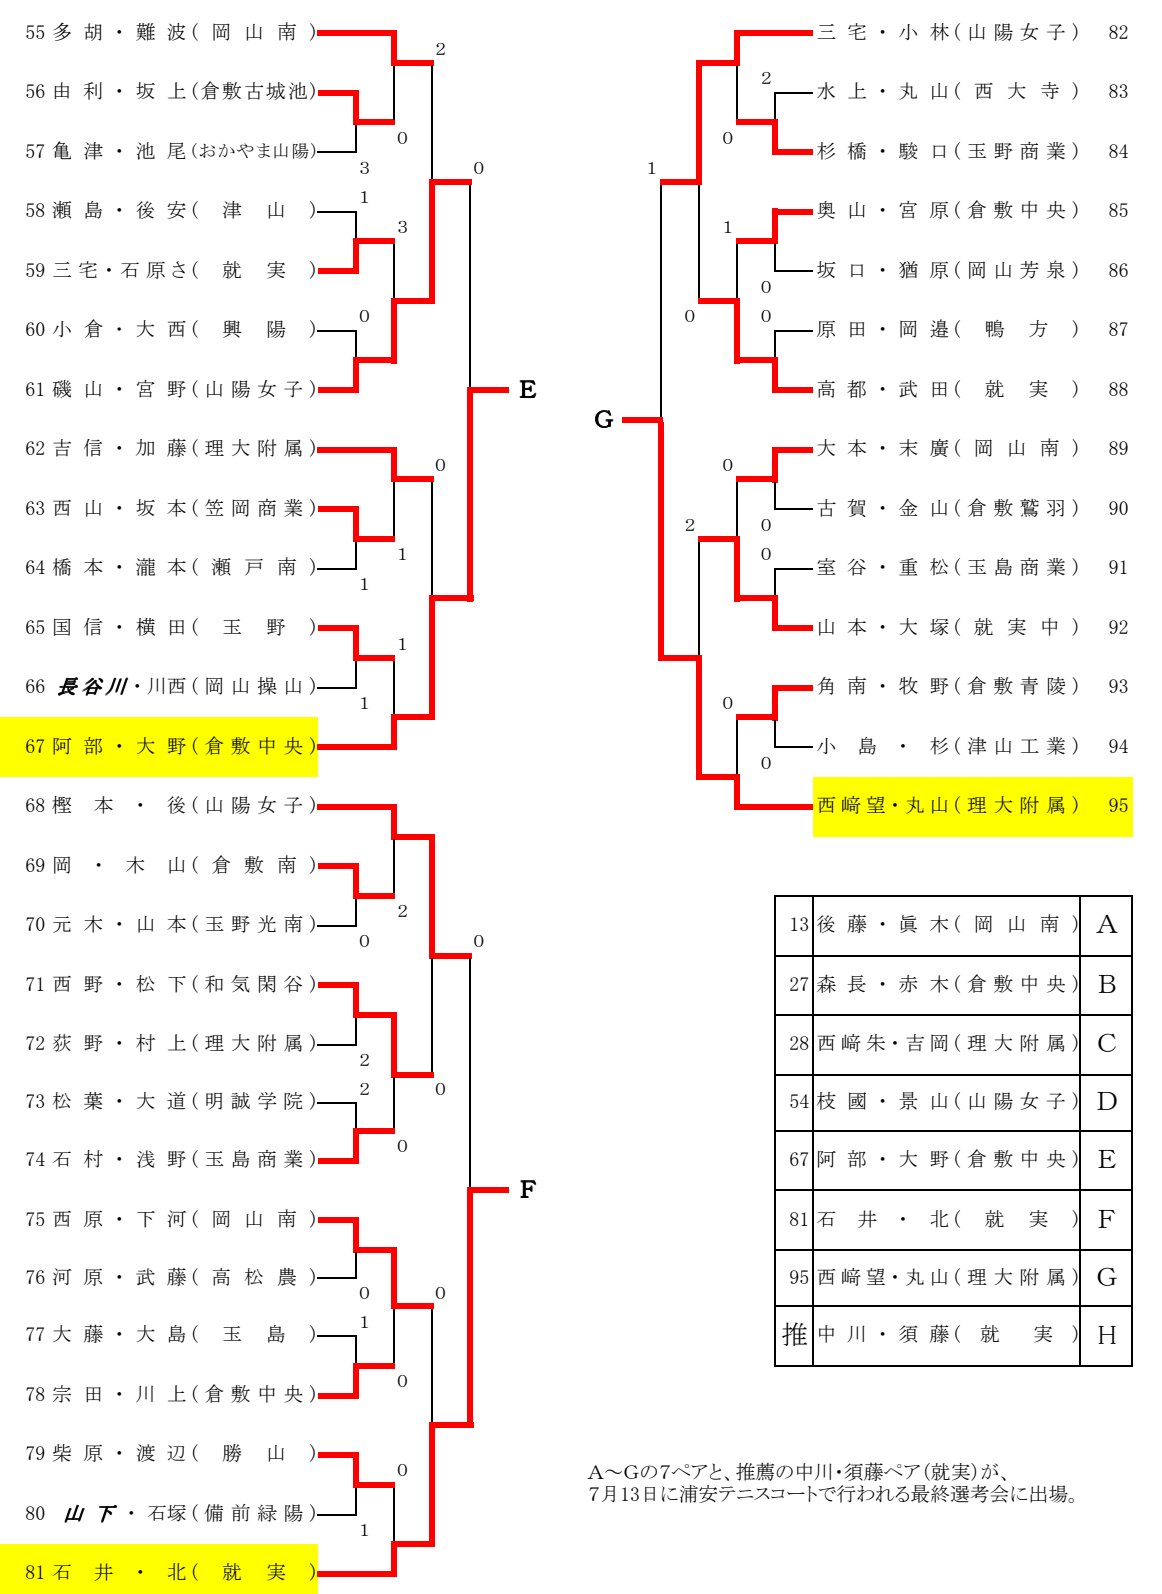 55 多胡・難波(岡山南)
2
56 由利・坂上(倉敷古城池)
0
57 亀津・池尾(おかやま山陽)
3
0
58 瀬島・後安(津山)
1
3
59 三宅・石原さ(就実)
60 小倉・大西(興陽)
0
61 磯山・宮野(山陽女子)
E
62 吉信・加藤(理大附属)
0
63 西山・坂本(笠岡商業)
1
64 橋本・瀧本(瀬戸南)
1
65 国信・横田(玉野)
1
66 長谷川・川西(岡山操山)
1
67 阿部・大野(倉敷中央)
68 樫本・後(山陽女子)
69 岡・木山(倉敷南)
2
70 元木・山本(玉野光南)
0
0
71 西野・松下(和気閑谷)
72 荻野・村上(理大附属)
2
73 松葉・大道(明誠学院)
2
0
74 石村・浅野(玉島商業)
0
F
75 西原・下河(岡山南)
76 河原・武藤(高松農)
0
0
77 大藤・大島(玉島)
1
78 宗田・川上(倉敷中央)
0
79 柴原・渡辺(勝山)
0
80 山下・石塚(備前緑陽)
1
81 石井・北(就実)
三宅・小林(山陽女子) 82
2
水上・丸山(西大寺) 83
0
杉橋・駿口(玉野商業) 84
1
奥山・宮原(倉敷中央) 85
1
坂口・猶原(岡山芳泉) 86
0
0
0
原田・岡邉(鴨方) 87
高都・武田(就実) 88
G
大本・末廣(岡山南) 89
0
古賀・金山(倉敷鷲羽) 90
2
0
0
室谷・重松(玉島商業) 91
山本・大塚(就実中) 92
角南・牧野(倉敷青陵) 93
0
小島・杉(津山工業) 94
0
西﨑望・丸山(理大附属) 95
13 後藤・眞木(岡山南) A
27 森長・赤木(倉敷中央) B
28 西﨑朱・吉岡(理大附属) C
54 枝國・景山(山陽女子) D
67 阿部・大野(倉敷中央) E
81 石井・北(就実) F
95 西﨑望・丸山(理大附属) G
推 中川・須藤(就実) H
A～Gの7ペアと、推薦の中川・須藤ペア(就実)が、
7月13日に浦安テニスコートで行われる最終選考会に出場。